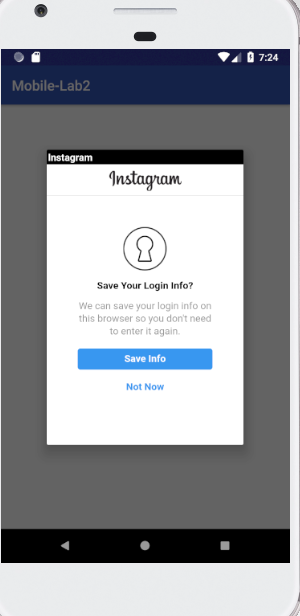 7:24
Mobile-Lab2
Instagram
Instagram
Save Your Login Info?
We can save your login info on
this browser so you don't need
to enter it again.
Save Info
Not Now